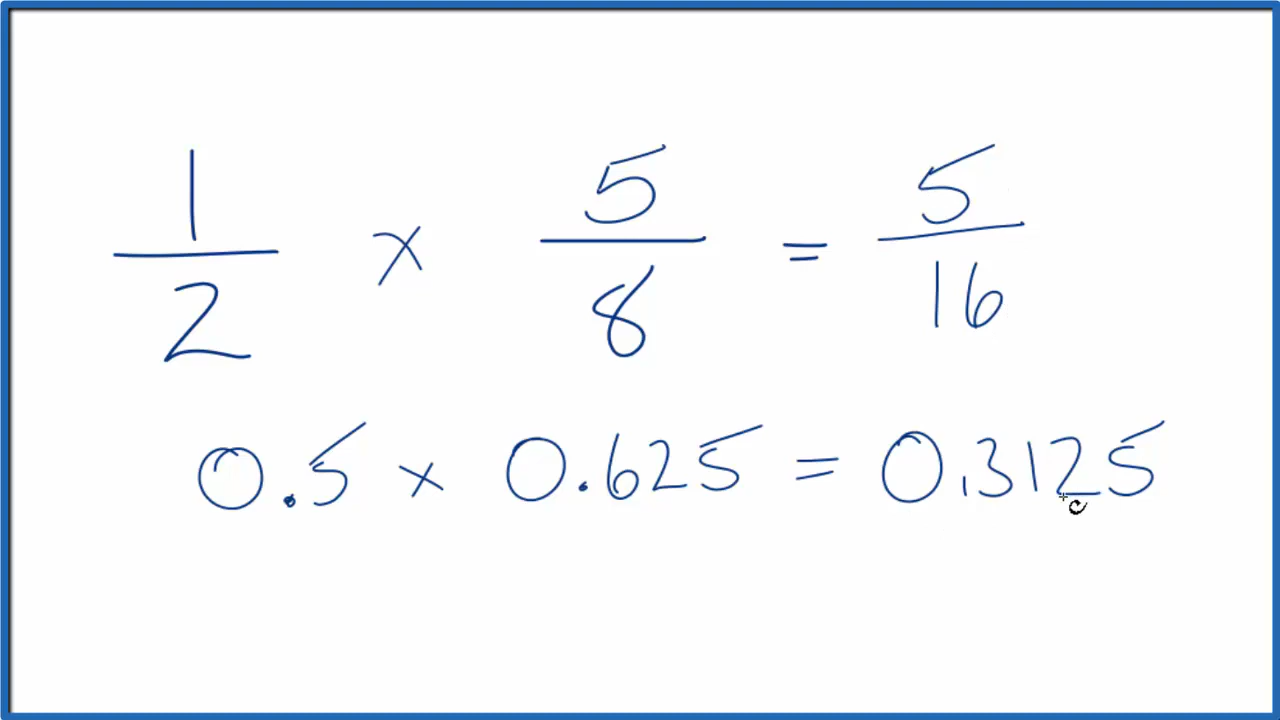 1/2 × 5/8 = 5/16
0.5 × 0.625 = 0.3125